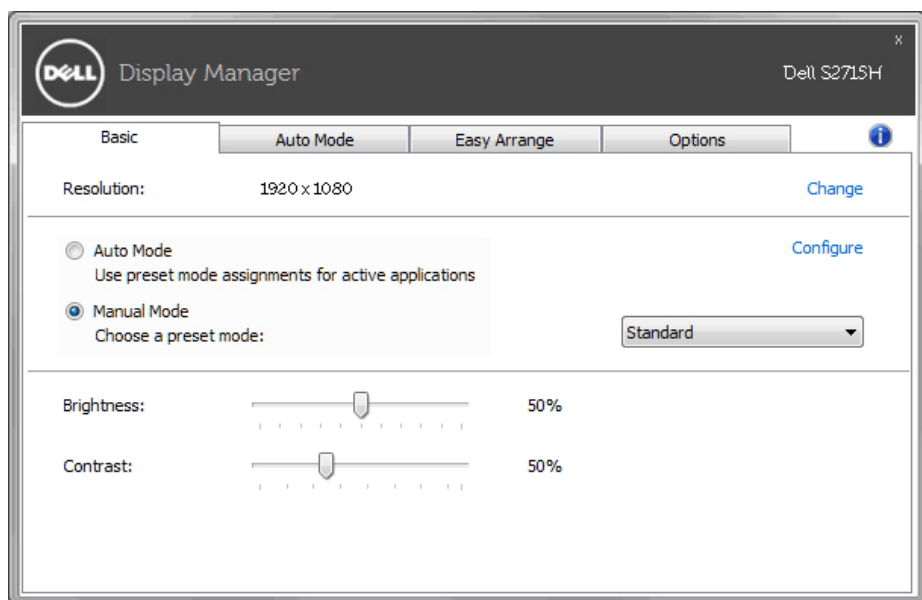 x
DELL Display Manager
Dell S2715H
Basic Auto Mode Easy Arrange Options i
Resolution: 1920 x 1080 Change
Auto Mode Configure
Use preset mode assignments for active applications
Manual Mode
Choose a preset mode: Standard
Brightness: 50%
Contrast: 50%